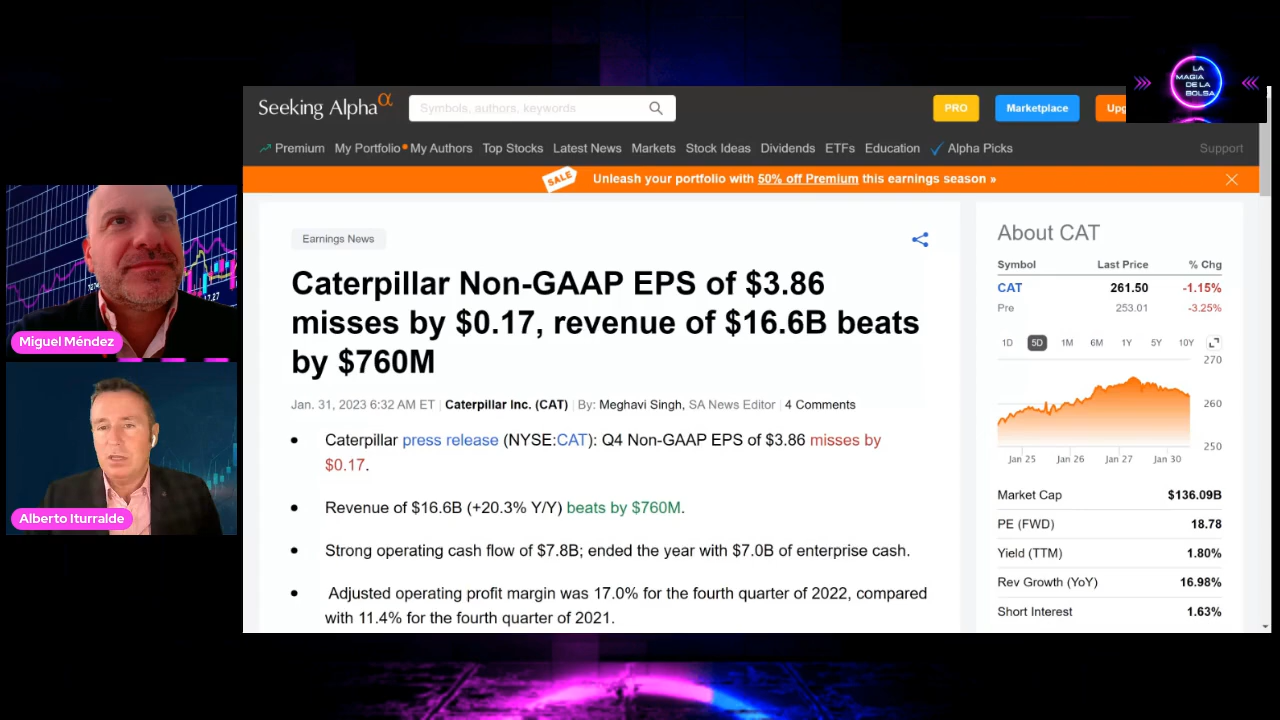 LA
MAGIA
DE LA
BOLSA
Seeking Alpha α
Symbols, authors, keywords
PRO
Marketplace
Upg
Premium
My Portfolio
My Authors
Top Stocks
Latest News
Markets
Stock Ideas
Dividends
ETFs
Education
Alpha Picks
Support
SALE
Unleash your portfolio with 50% off Premium this earnings season »
Earnings News
Caterpillar Non-GAAP EPS of $3.86
misses by $0.17, revenue of $16.6B beats
by $760M
Jan. 31, 2023 6:32 AM ET | Caterpillar Inc. (CAT) | By: Meghavi Singh, SA News Editor | 4 Comments
• Caterpillar press release (NYSE:CAT): Q4 Non-GAAP EPS of $3.86 misses by
$0.17.
• Revenue of $16.6B (+20.3% Y/Y) beats by $760M.
• Strong operating cash flow of $7.8B; ended the year with $7.0B of enterprise cash.
• Adjusted operating profit margin was 17.0% for the fourth quarter of 2022, compared
with 11.4% for the fourth quarter of 2021.
About CAT
Symbol Last Price % Chg
CAT 261.50 -1.15%
Pre 253.01 -3.25%
1D 5D 1M 6M 1Y 5Y 10Y
270
260
250
Jan 25 Jan 26 Jan 27 Jan 30
Market Cap $136.09B
PE (FWD) 18.78
Yield (TTM) 1.80%
Rev Growth (YoY) 16.98%
Short Interest 1.63%
17.27
Miguel Méndez
Alberto Iturralde